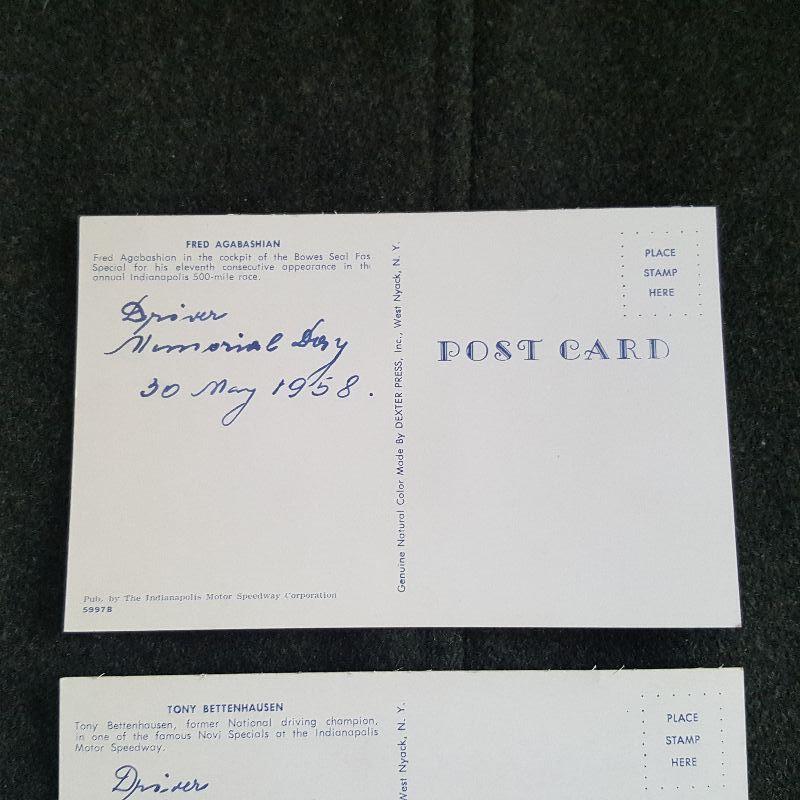 FRED AGABASHIAN
Fred Agabashian in the cockpit of the Bowes Seal Fas
Special for his eleventh consecutive appearance in th
annual Indianapolis 500-mile race.
Driver
Memorial Day
30 May 1958.
Pub. by The Indianapolis Motor Speedway Corporation
5997B
Genuine Natural Color Made By DEXTER PRESS, Inc., West Nyack, N. Y.
PLACE
STAMP
HERE
POST CARD
TONY BETTENHAUSEN
Tony Bettenhausen, former National driving champion,
in one of the famous Novi Specials at the Indianapolis
Motor Speedway.
Driver
West Nyack, N. Y.
PLACE
STAMP
HERE